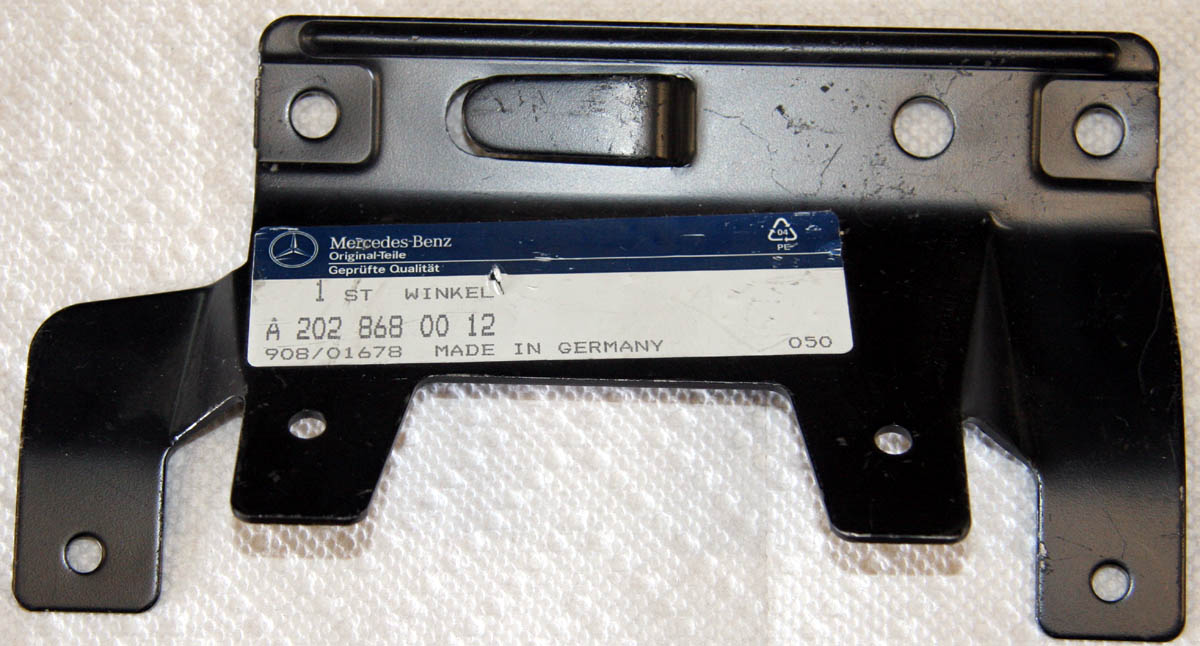 Mercedes-Benz
Original-Teile
Geprüfte Qualität
04
PE
1 ST WINKEL
A 202 868 00 12
908/01678 MADE IN GERMANY 050